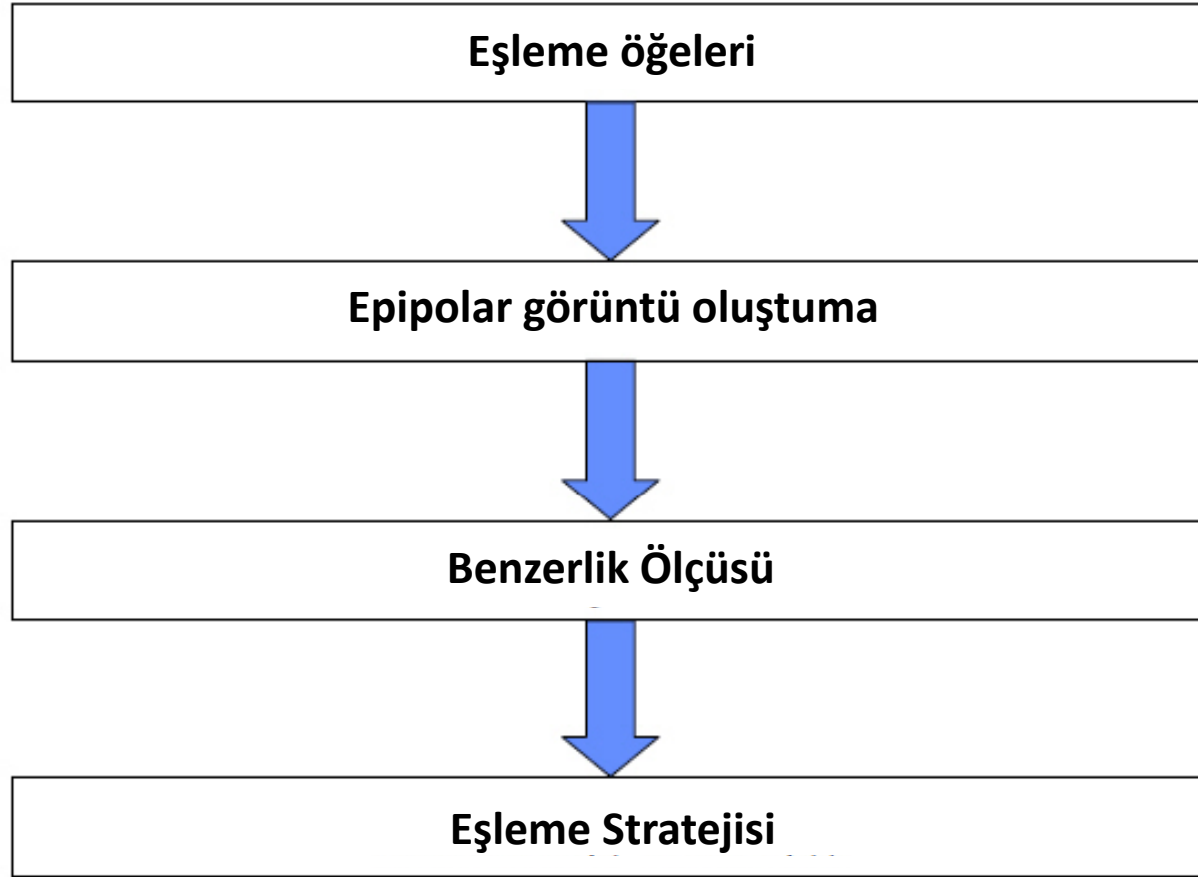 Eşleme öğeleri
Epipolar görüntü oluştuma
Benzerlik Ölçüsü
Eşleme Stratejisi